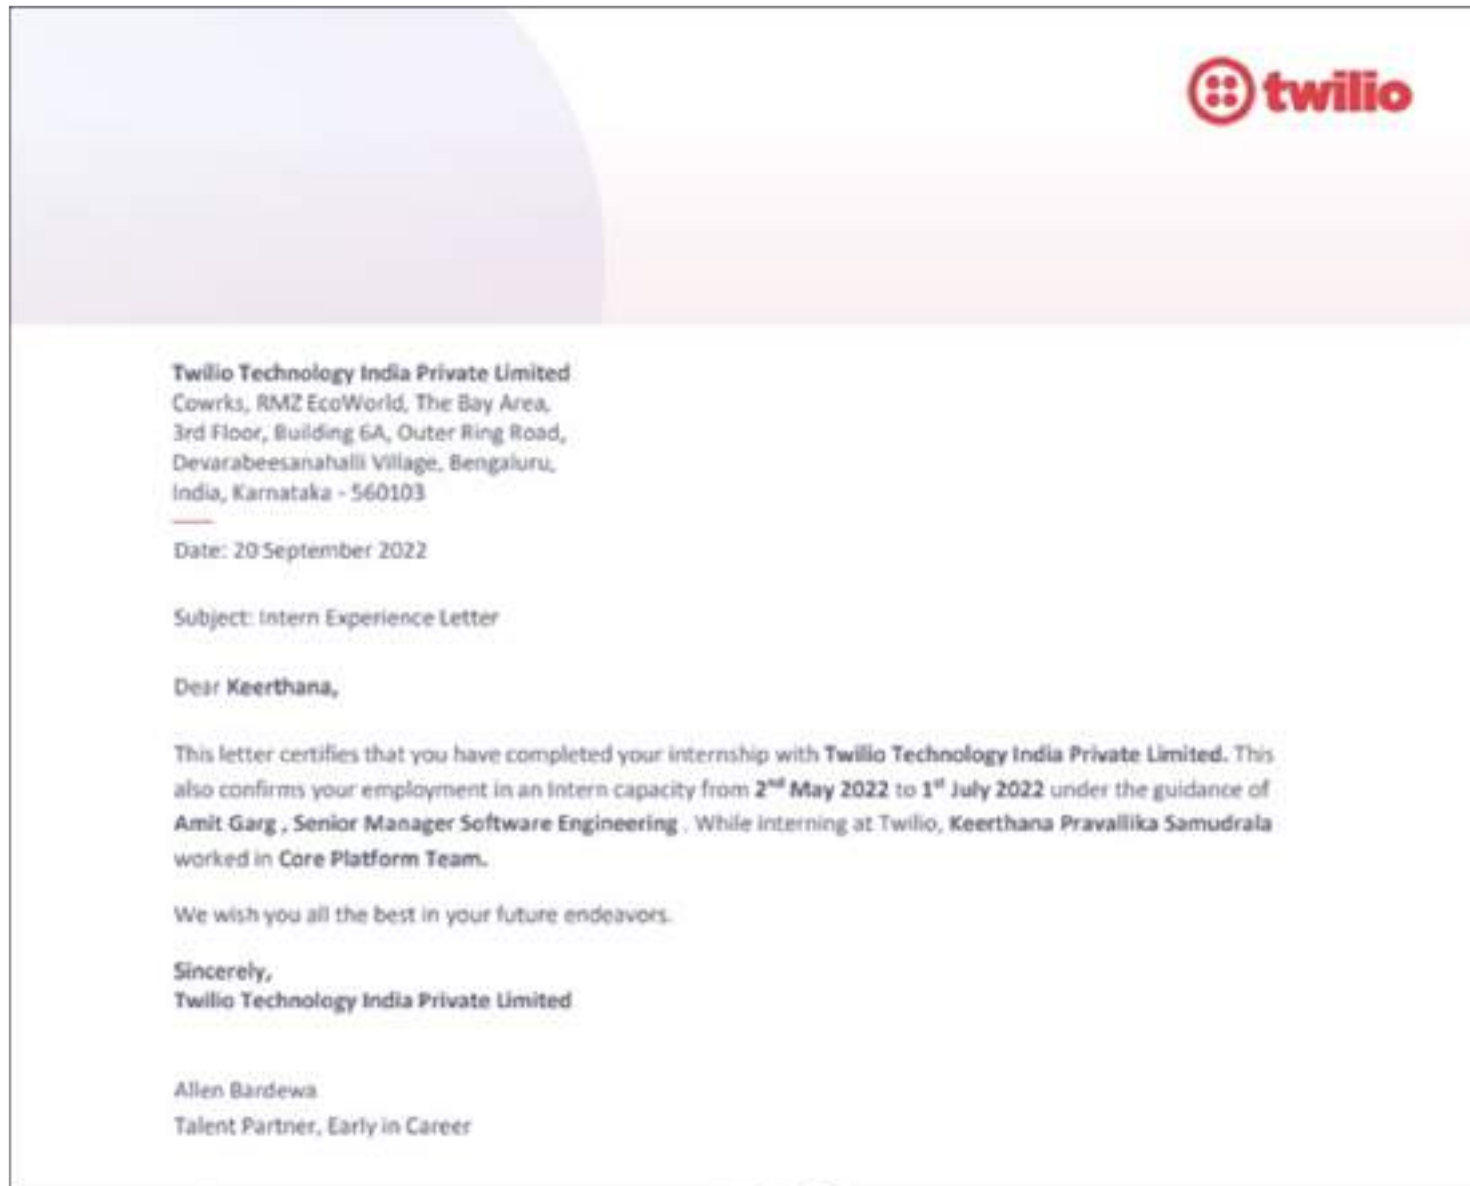 twilio
Twilio Technology India Private Limited
Cowrks, RMZ EcoWorld, The Bay Area,
3rd Floor, Building 6A, Outer Ring Road,
Devarabeesanahalli Village, Bengaluru,
India, Karnataka - 560103
Date: 20 September 2022
Subject: Intern Experience Letter
Dear Keerthana,
This letter certifies that you have completed your internship with Twilio Technology India Private Limited. This
also confirms your employment in an Intern capacity from 2nd May 2022 to 1st July 2022 under the guidance of
Amit Garg , Senior Manager Software Engineering . While interning at Twilio, Keerthana Pravallika Samudrala
worked in Core Platform Team.
We wish you all the best in your future endeavors.
Sincerely,
Twilio Technology India Private Limited
Allen Bardewa
Talent Partner, Early in Career